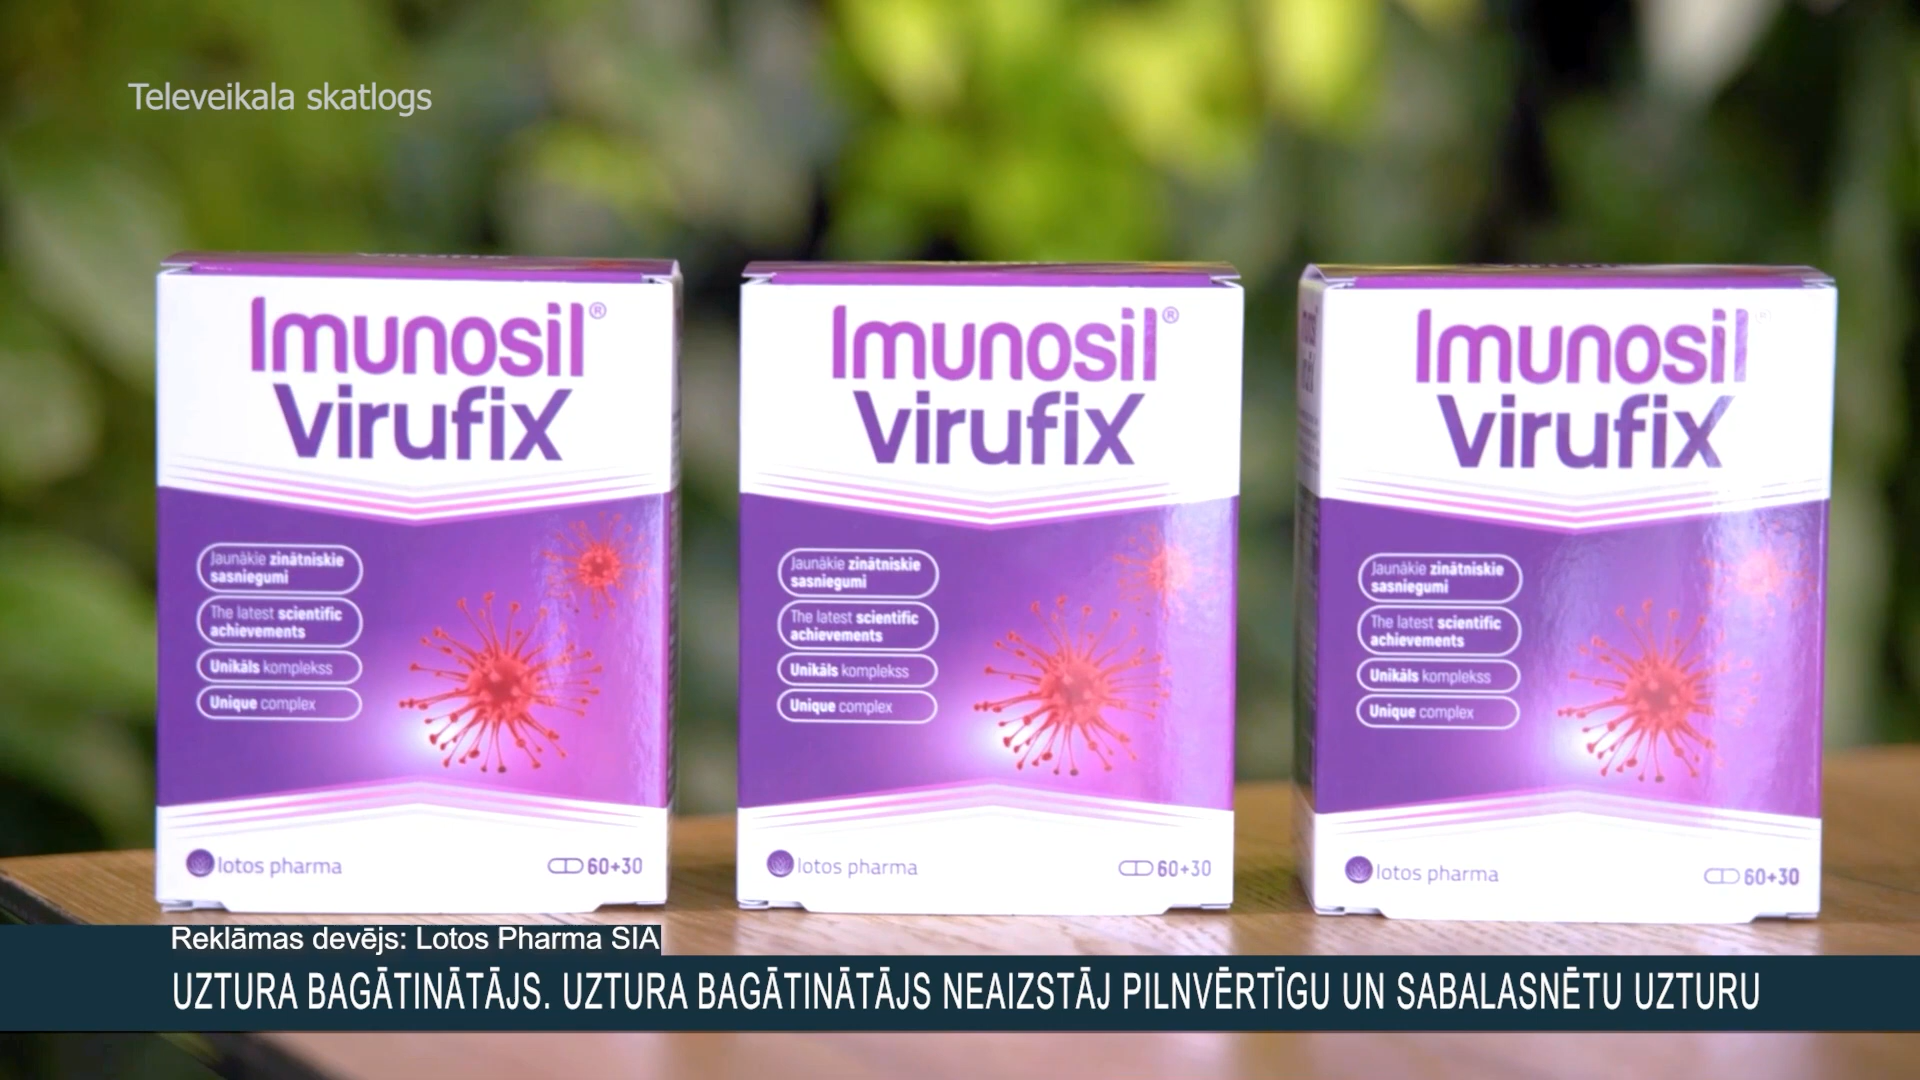 Televeikala skatlogs
Imunosil®
Virufix
Jaunākie zinātniskie
sasniegumi
The latest scientific
achievements
Unikāls komplekss
Unique complex
lotos pharma
60+30
Imunosil®
Virufix
Jaunākie zinātniskie
sasniegumi
The latest scientific
achievements
Unikāls komplekss
Unique complex
lotos pharma
60+30
Imunosil®
Virufix
Jaunākie zinātniskie
sasniegumi
The latest scientific
achievements
Unikāls komplekss
Unique complex
lotos pharma
60+30
Reklāmas devējs: Lotos Pharma SIA
UZTURA BAGĀTINĀTĀJS. UZTURA BAGĀTINĀTĀJS NEAIZSTĀJ PILNVĒRTĪGU UN SABALASNĒTU UZTURU